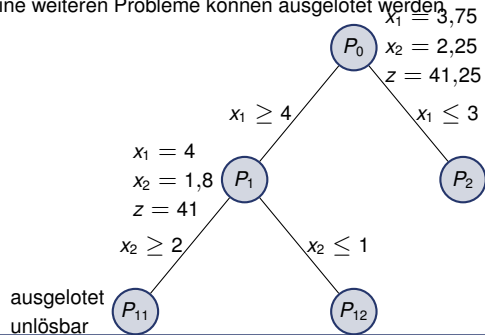 ine weiteren Probleme können ausgelotet werden
x₁ = 3,75
P₀ x₂ = 2,25
z = 41,25
x₁ ≥ 4 x₁ ≤ 3
x₁ = 4
x₂ = 1,8 P₁ P₂
z = 41
x₂ ≥ 2 x₂ ≤ 1
ausgelotet
unlösbar P₁₁ P₁₂